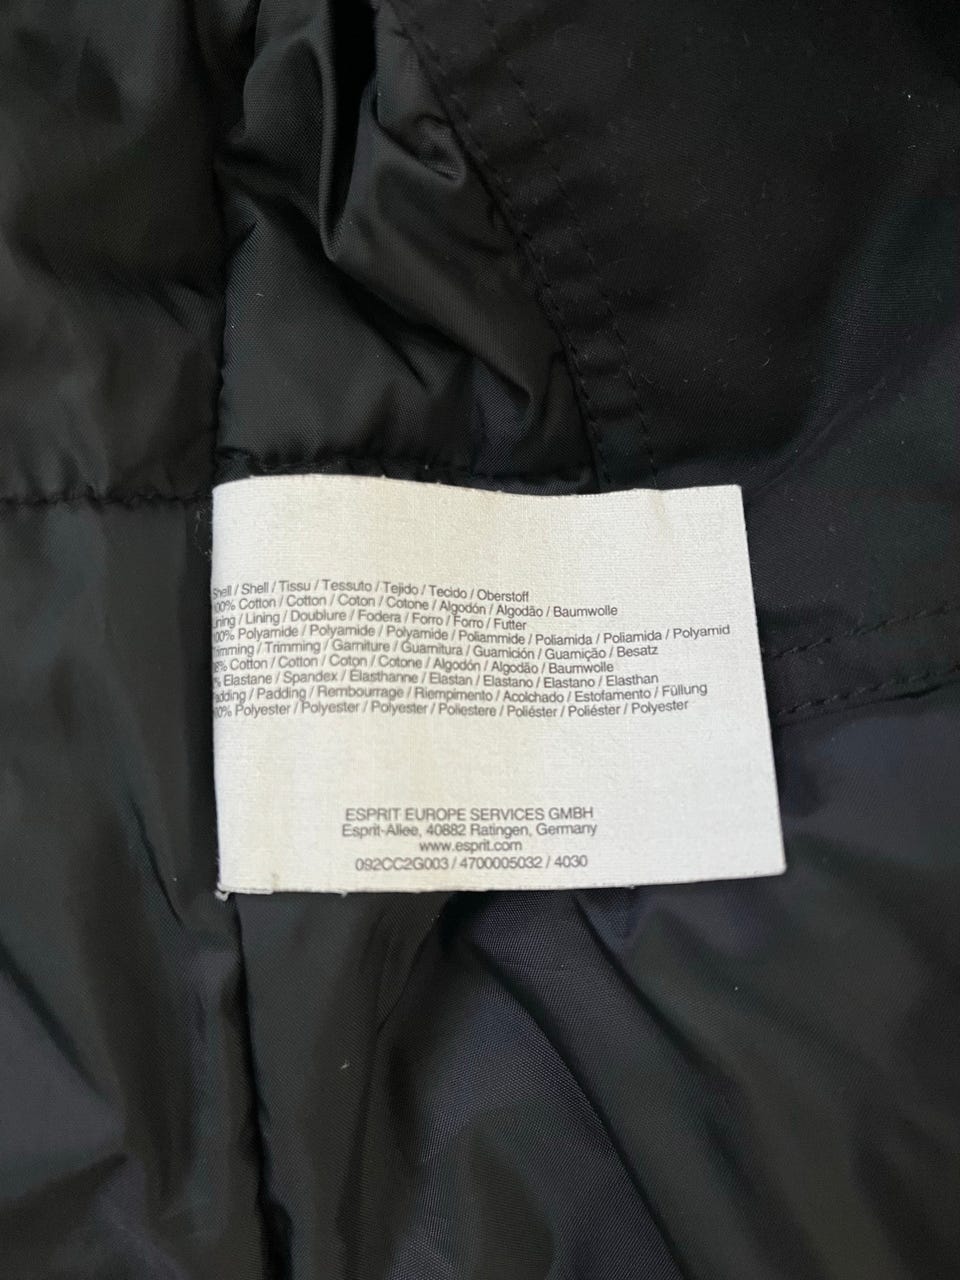 Shell / Shell / Tissu / Tessuto / Tejido / Tecido / Oberstoff
100% Cotton / Cotton / Coton / Cotone / Algodón / Algodão / Baumwolle
Lining / Lining / Doublure / Fodera / Forro / Forro / Futter
100% Polyamide / Polyamide / Polyamide / Poliammide / Poliamida / Poliamida / Polyamid
Trimming / Trimming / Garniture / Guarnitura / Guarnición / Guarnição / Besatz
Cotton / Cotton / Coton / Cotone / Algodón / Algodão / Baumwolle
Elastane / Spandex / Elasthanne / Elastan / Elastano / Elastano / Elasthan
Padding / Padding / Rembourrage / Riempimento / Acolchado / Estofamento / Füllung
100% Polyester / Polyester / Polyester / Poliestere / Poliéster / Poliéster / Polyester
ESPRIT EUROPE SERVICES GMBH
Esprit-Allee, 40882 Ratingen, Germany
www.esprit.com
092CC2G003 / 4700005032 / 4030